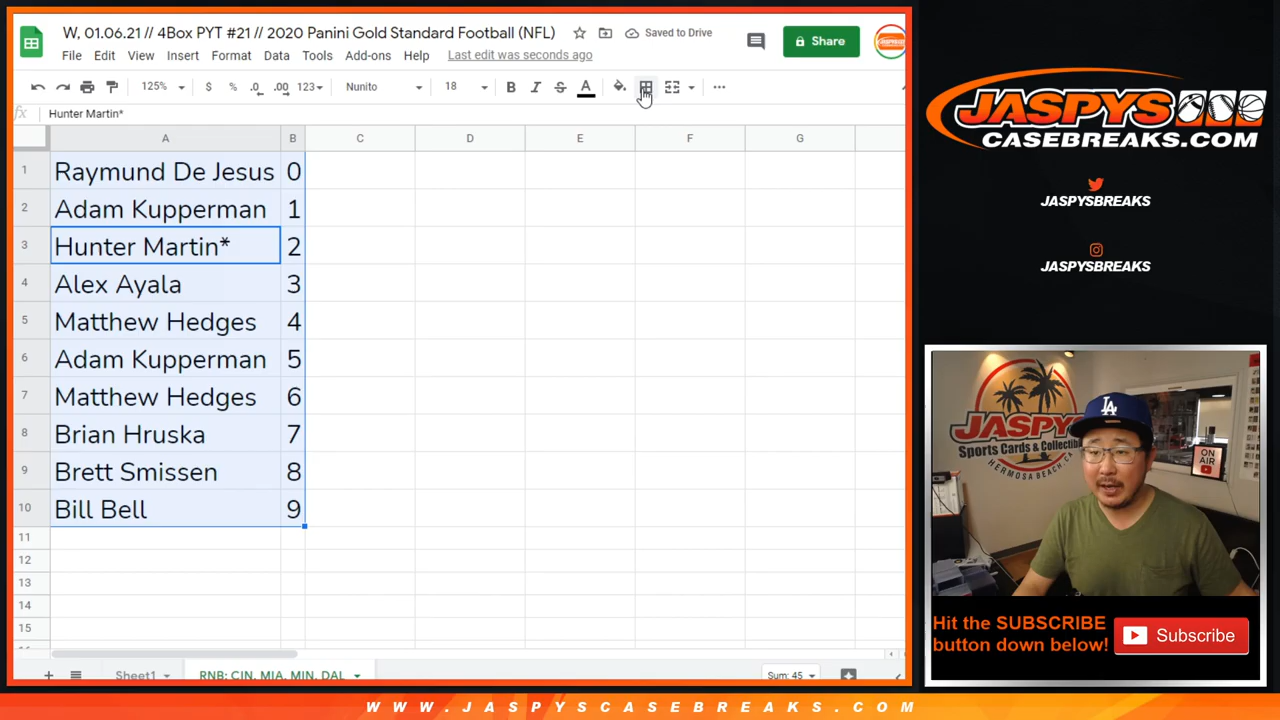 W, 01.06.21 // 4Box PYT #21 // 2020 Panini Gold Standard Football (NFL)
Saved to Drive
Share
File Edit View Insert Format Data Tools Add-ons Help Last edit was seconds ago
125% $ % .0 .00 123 Nunito 18 B I S A
fx Hunter Martin*
A B C D E F G
1 Raymund De Jesus 0
2 Adam Kupperman 1
3 Hunter Martin* 2
4 Alex Ayala 3
5 Matthew Hedges 4
6 Adam Kupperman 5
7 Matthew Hedges 6
8 Brian Hruska 7
9 Brett Smissen 8
10 Bill Bell 9
11
12
13
14
15
Sheet1 RNB: CIN, MIA, MIN, DAL Sum: 45
JASPYS
CASEBREAKS.COM
JASPYSBREAKS
JASPYSBREAKS
JASPYS
Sports Cards & Collectibl
HERMOSA BEACH, CA
ON
AIR
Hit the SUBSCRIBE
button down below!
Subscribe
WWW.JASPYSCASEBREAKS.COM